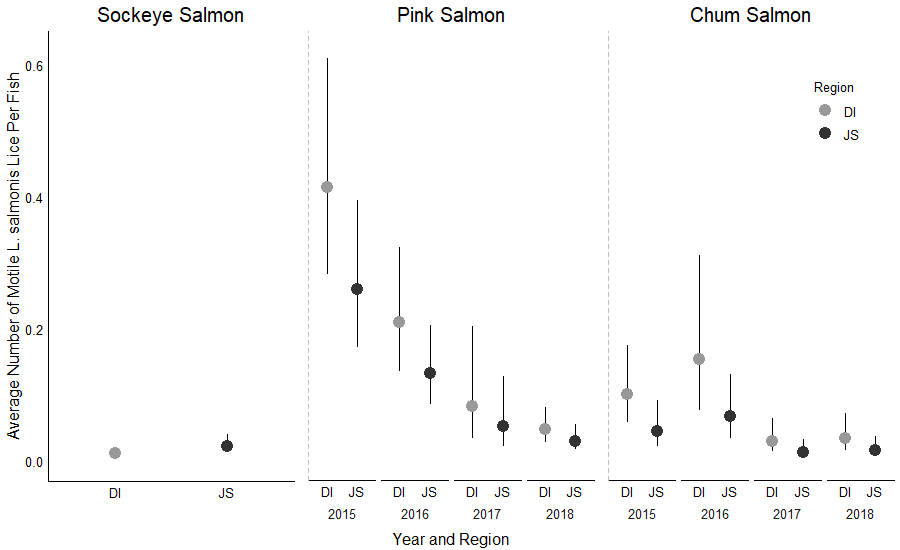 Sockeye Salmon
Pink Salmon
Chum Salmon
Average Number of Motile L. salmonis Lice Per Fish
0.6
0.4
0.2
0.0
Region
DI
JS
DI JS
DI JS DI JS DI JS DI JS
DI JS DI JS DI JS DI JS
2015 2016 2017 2018
2015 2016 2017 2018
Year and Region